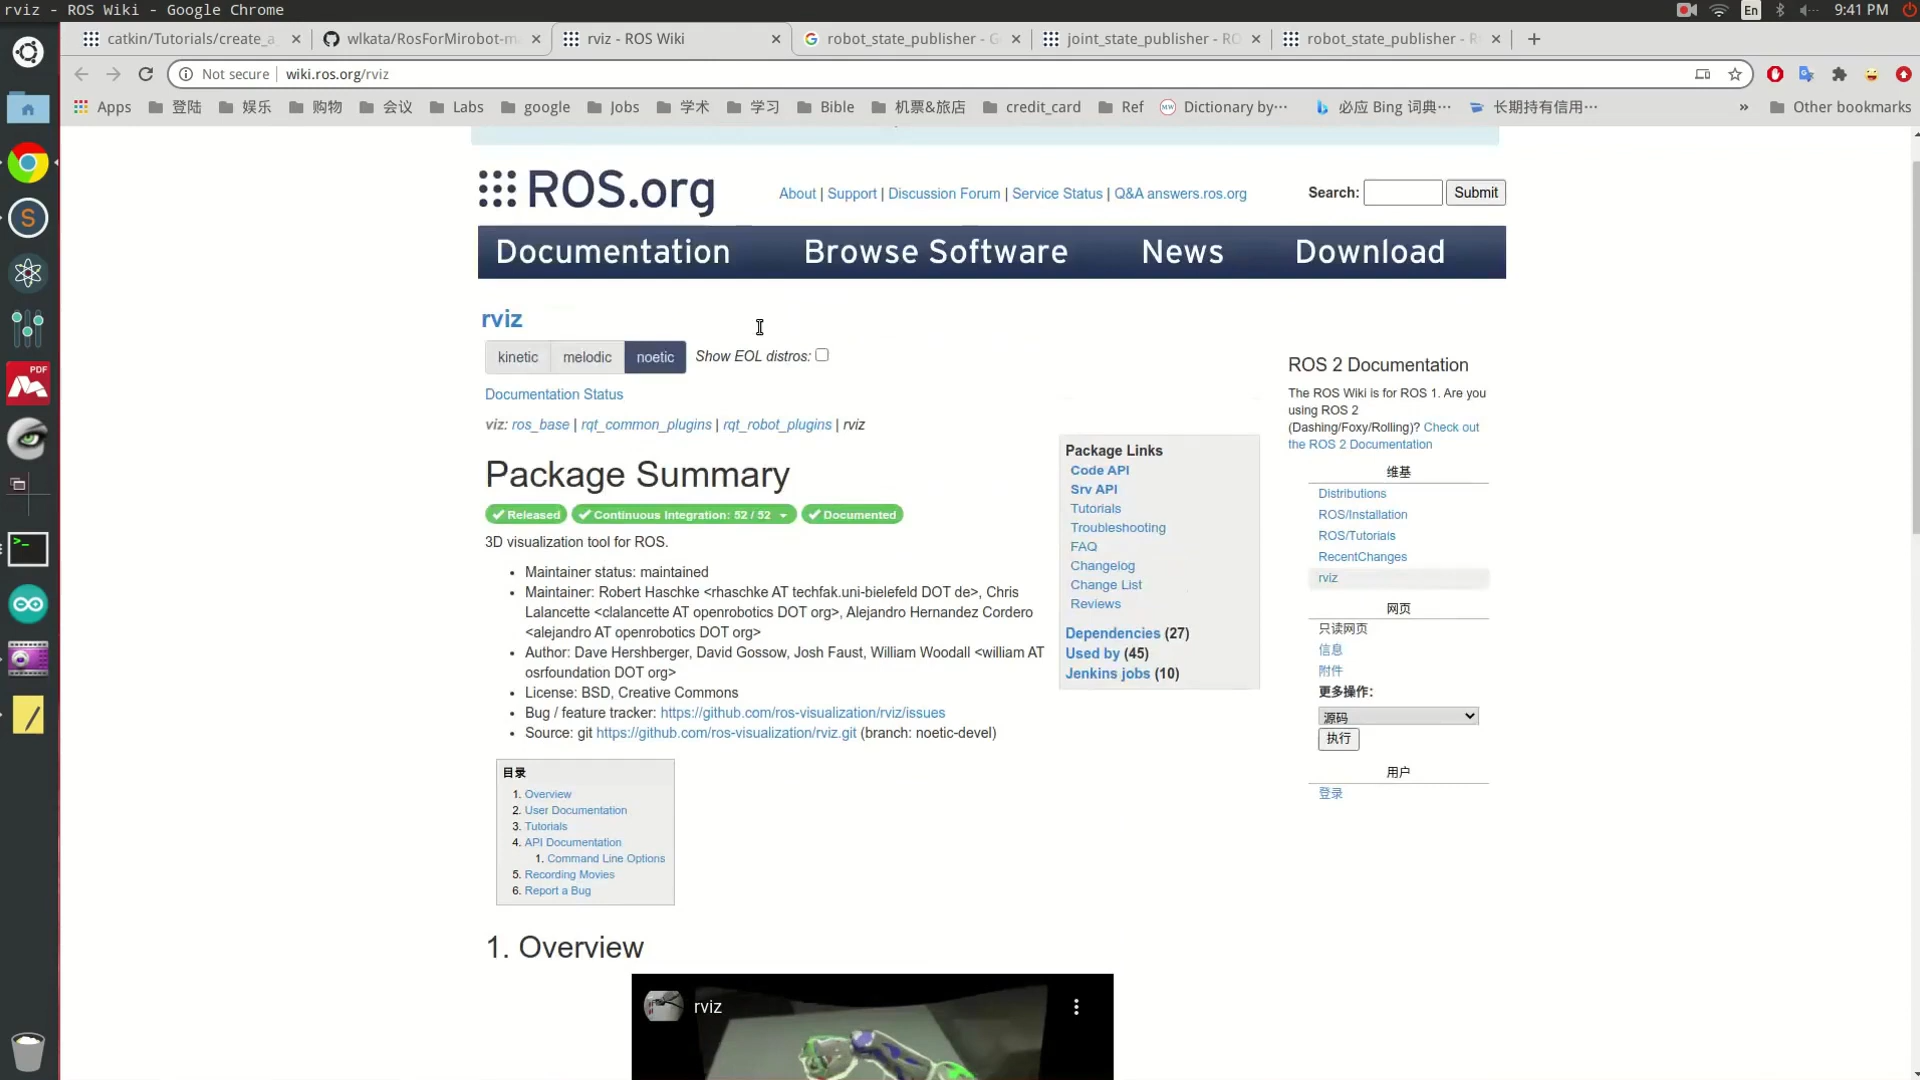 rviz - ROS Wiki - Google Chrome
En
9:41 PM
catkin/Tutorials/create_a
wlkata/RosForMirobot-ma
rviz - ROS Wiki
robot_state_publisher - G
joint_state_publisher - RO
robot_state_publisher - R
Not secure | wiki.ros.org/rviz
Apps 登陆 娱乐 购物 会议 Labs google Jobs 学术 学习 Bible 机票&旅店 credit_card Ref Dictionary by… 必应 Bing 词典… 长期持有信用… » Other bookmarks
ROS.org
About | Support | Discussion Forum | Service Status | Q&A answers.ros.org
Search: Submit
Documentation Browse Software News Download
rviz
kinetic melodic noetic Show EOL distros:
Documentation Status
viz: ros_base | rqt_common_plugins | rqt_robot_plugins | rviz
Package Summary
Released Continuous Integration: 52 / 52 Documented
3D visualization tool for ROS.
• Maintainer status: maintained
• Maintainer: Robert Haschke <rhaschke AT techfak.uni-bielefeld DOT de>, Chris
Lalancette <clalancette AT openrobotics DOT org>, Alejandro Hernandez Cordero
<alejandro AT openrobotics DOT org>
• Author: Dave Hershberger, David Gossow, Josh Faust, William Woodall <william AT
osrfoundation DOT org>
• License: BSD, Creative Commons
• Bug / feature tracker: https://github.com/ros-visualization/rviz/issues
• Source: git https://github.com/ros-visualization/rviz.git (branch: noetic-devel)
目录
1. Overview
2. User Documentation
3. Tutorials
4. API Documentation
1. Command Line Options
5. Recording Movies
6. Report a Bug
1. Overview
rviz
Package Links
Code API
Srv API
Tutorials
Troubleshooting
FAQ
Changelog
Change List
Reviews
Dependencies (27)
Used by (45)
Jenkins jobs (10)
ROS 2 Documentation
The ROS Wiki is for ROS 1. Are you
using ROS 2
(Dashing/Foxy/Rolling)? Check out
the ROS 2 Documentation
维基
Distributions
ROS/Installation
ROS/Tutorials
RecentChanges
rviz
网页
只读网页
信息
附件
更多操作:
源码
执行
用户
登录
S
PDF
>_